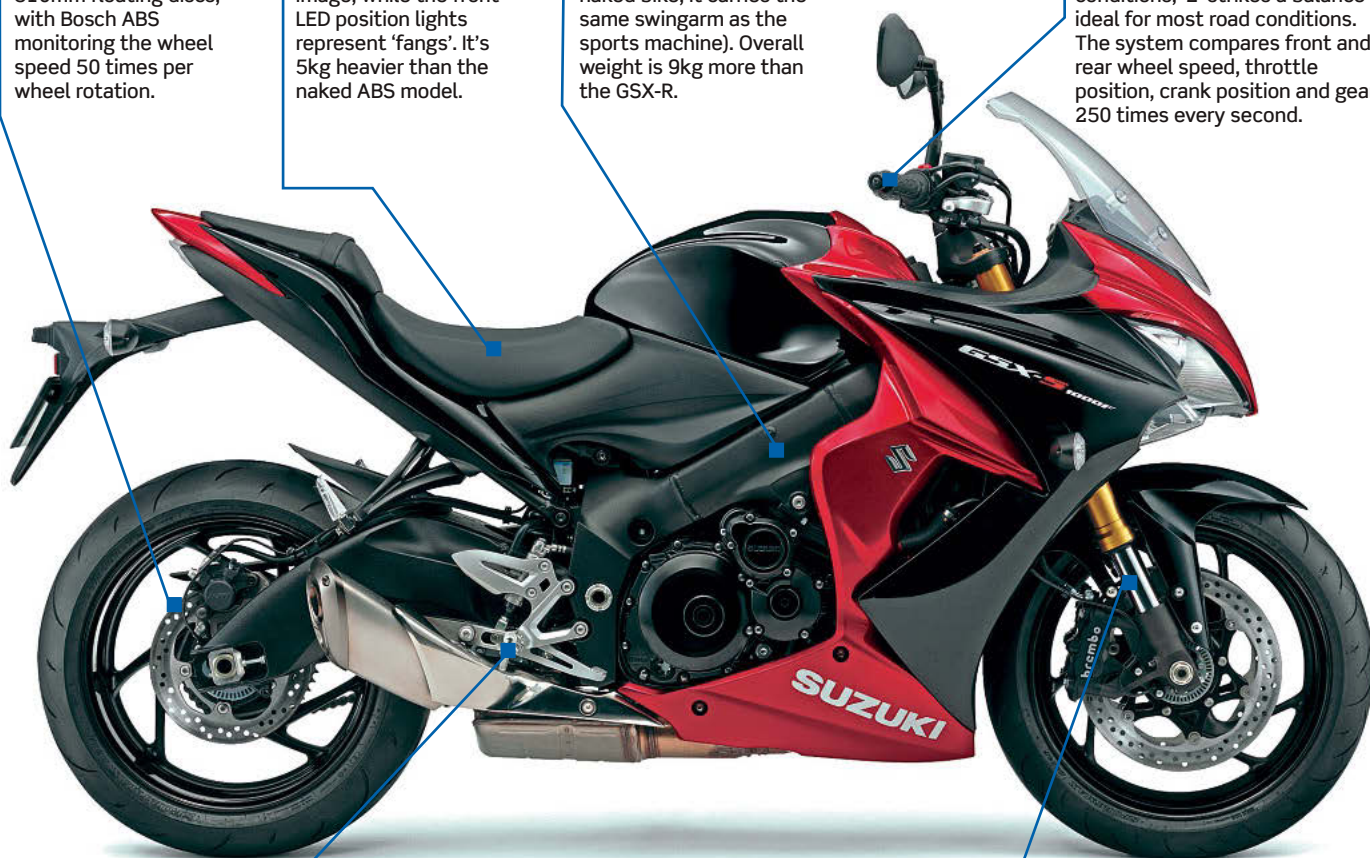 with Bosch ABS
monitoring the wheel
speed 50 times per
wheel rotation.
LED position lights
represent ‘fangs’. It’s
5kg heavier than the
naked ABS model.
same swingarm as the
sports machine). Overall
weight is 9kg more than
the GSX-R.
ideal for most road conditions.
The system compares front and
rear wheel speed, throttle
position, crank position and gear
250 times every second.
GSX-S 1000F
SUZUKI
SUZUKI
brembo